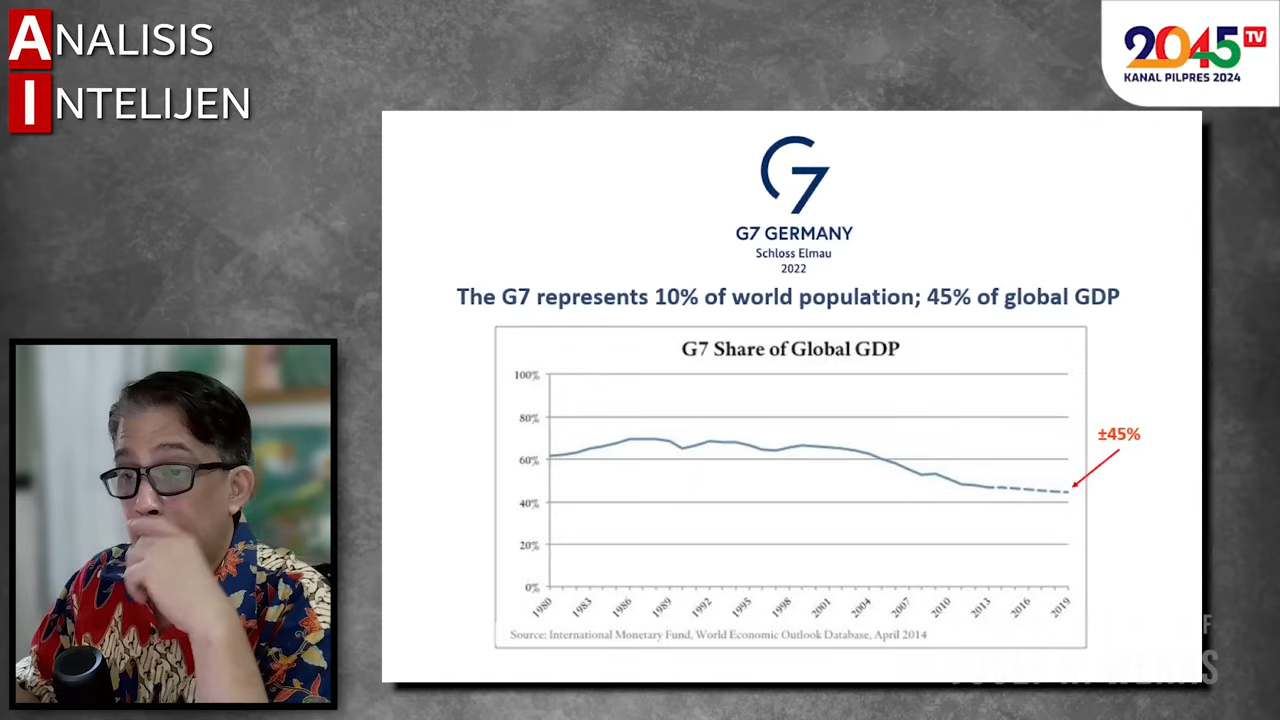 ANALISIS
INTELIJEN
2045 TV
KANAL PILPRES 2024
G7
G7 GERMANY
Schloss Elmau
2022
The G7 represents 10% of world population; 45% of global GDP
G7 Share of Global GDP
100%
80%
60%
40%
20%
0%
±45%
1980 1983 1986 1989 1992 1995 1998 2001 2004 2007 2010 2013 2016 2019
Source: International Monetary Fund, World Economic Outlook Database, April 2014